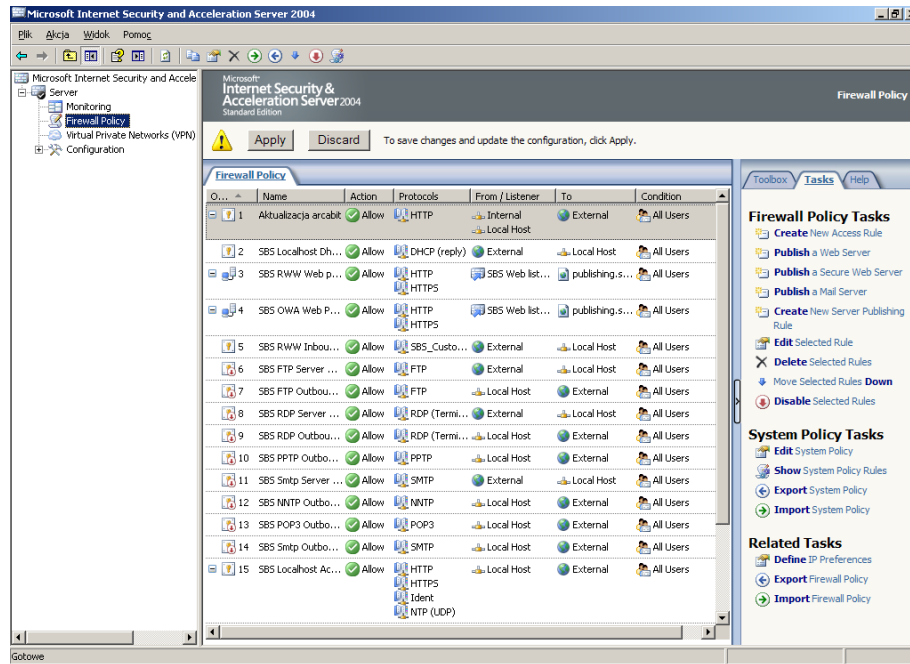 Microsoft Internet Security and Acceleration Server 2004
Plik Akcja Widok Pomoc
Microsoft Internet Security and Accele
Server
Monitoring
Firewall Policy
Virtual Private Networks (VPN)
Configuration
Microsoft
Internet Security &
Acceleration Server 2004
Standard Edition
Firewall Policy
Apply Discard To save changes and update the configuration, click Apply.
Firewall Policy
O... Name Action Protocols From / Listener To Condition
1 Aktualizacja arcabit Allow HTTP Internal External All Users
Local Host
2 SBS Localhost Dh... Allow DHCP (reply) External Local Host All Users
3 SBS RWW Web p... Allow HTTP SBS Web list... publishing.s... All Users
HTTPS
4 SBS OWA Web P... Allow HTTP SBS Web list... publishing.s... All Users
HTTPS
5 SBS RWW Inbou... Allow SBS_Custo... External Local Host All Users
6 SBS FTP Server ... Allow FTP External Local Host All Users
7 SBS FTP Outbou... Allow FTP Local Host External All Users
8 SBS RDP Server ... Allow RDP (Termi... External Local Host All Users
9 SBS RDP Outbou... Allow RDP (Termi... Local Host External All Users
10 SBS PPTP Outbo... Allow PPTP Local Host External All Users
11 SBS Smtp Server ... Allow SMTP External Local Host All Users
12 SBS NNTP Outbo... Allow NNTP Local Host External All Users
13 SBS POP3 Outbo... Allow POP3 Local Host External All Users
14 SBS Smtp Outbo... Allow SMTP Local Host External All Users
15 SBS Localhost Ac... Allow HTTP Local Host External All Users
HTTPS
Ident
NTP (UDP)
Toolbox Tasks Help
Firewall Policy Tasks
Create New Access Rule
Publish a Web Server
Publish a Secure Web Server
Publish a Mail Server
Create New Server Publishing
Rule
Edit Selected Rule
Delete Selected Rules
Move Selected Rules Down
Disable Selected Rules
System Policy Tasks
Edit System Policy
Show System Policy Rules
Export System Policy
Import System Policy
Related Tasks
Define IP Preferences
Export Firewall Policy
Import Firewall Policy
Gotowe